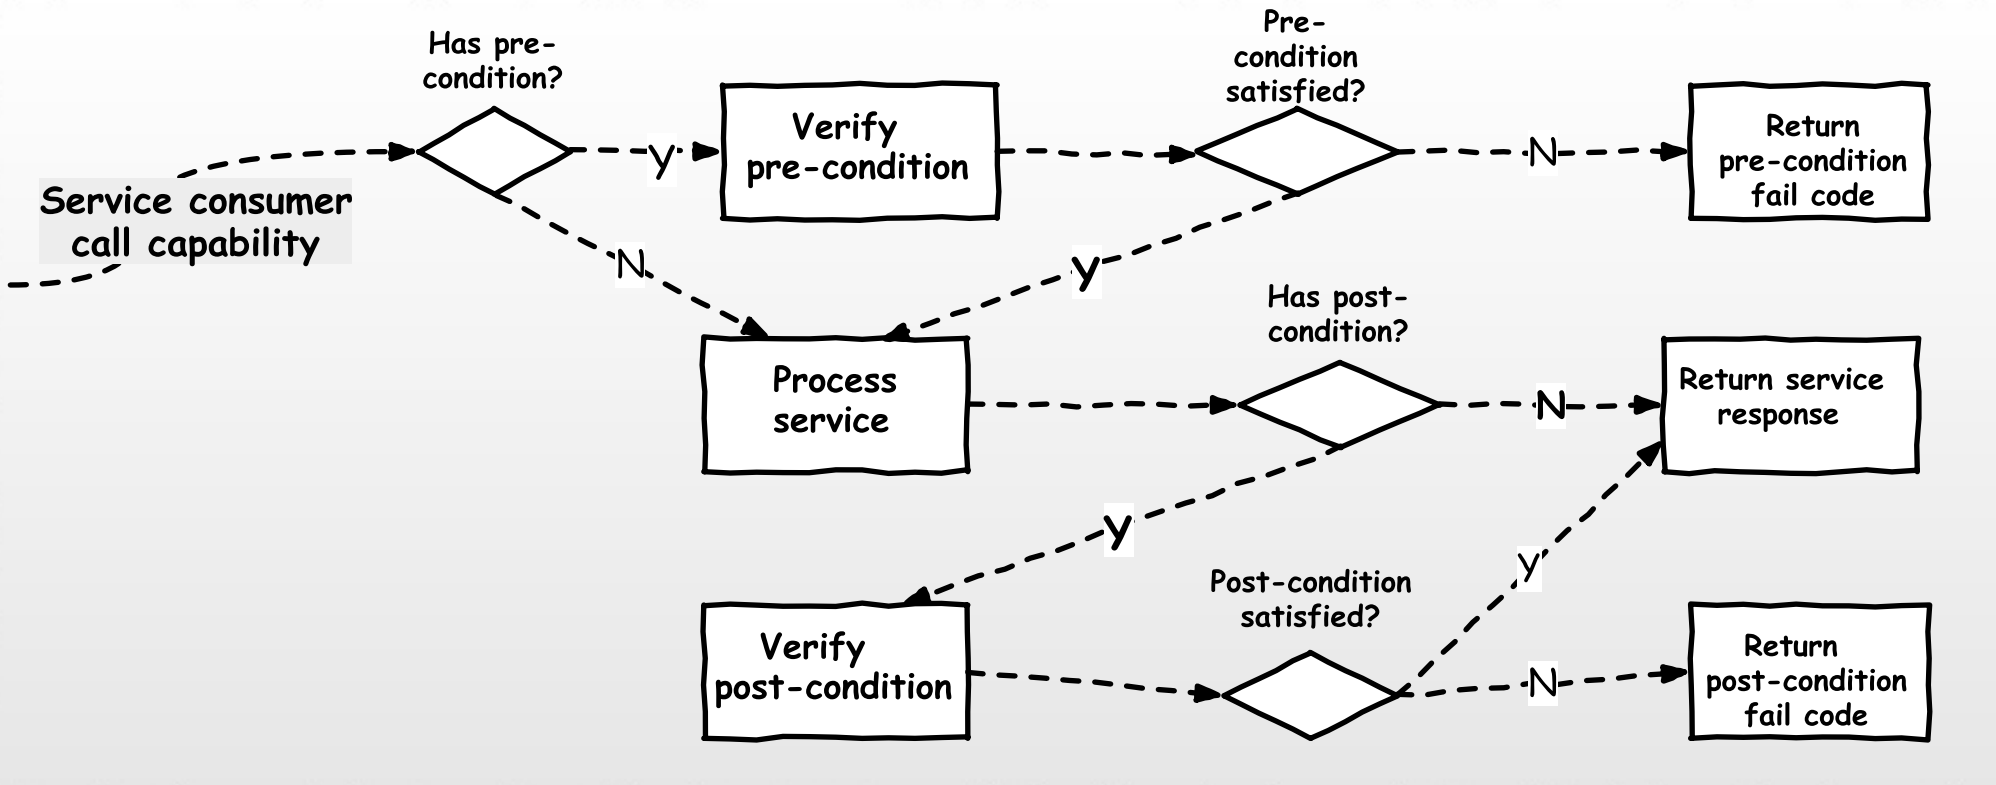 Has pre-
condition?
Pre-
condition
satisfied?
Verify
pre-condition
Return
pre-condition
fail code
Y
N
Service consumer
call capability
N
Y
Has post-
condition?
Process
service
Return service
response
N
Y
Y
Post-condition
satisfied?
Verify
post-condition
Return
post-condition
fail code
N